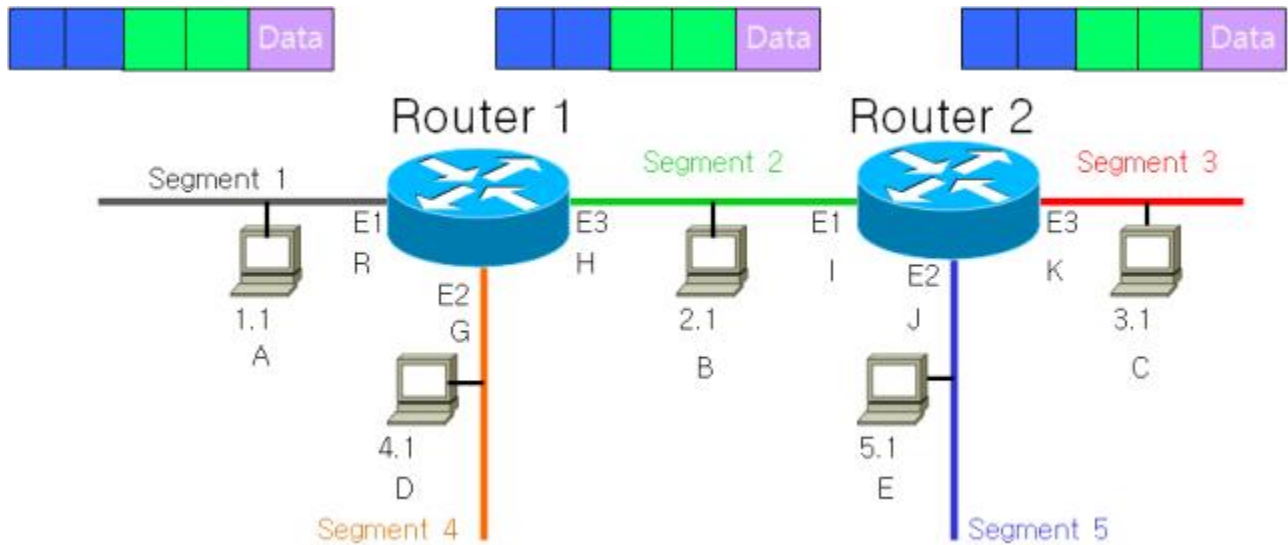 Data
Data
Data
Router 1
Router 2
Segment 1
Segment 2
Segment 3
E1
E3
E1
E3
R
H
I
E2
K
E2
G
J
1.1
2.1
3.1
A
B
C
4.1
5.1
D
E
Segment 4
Segment 5